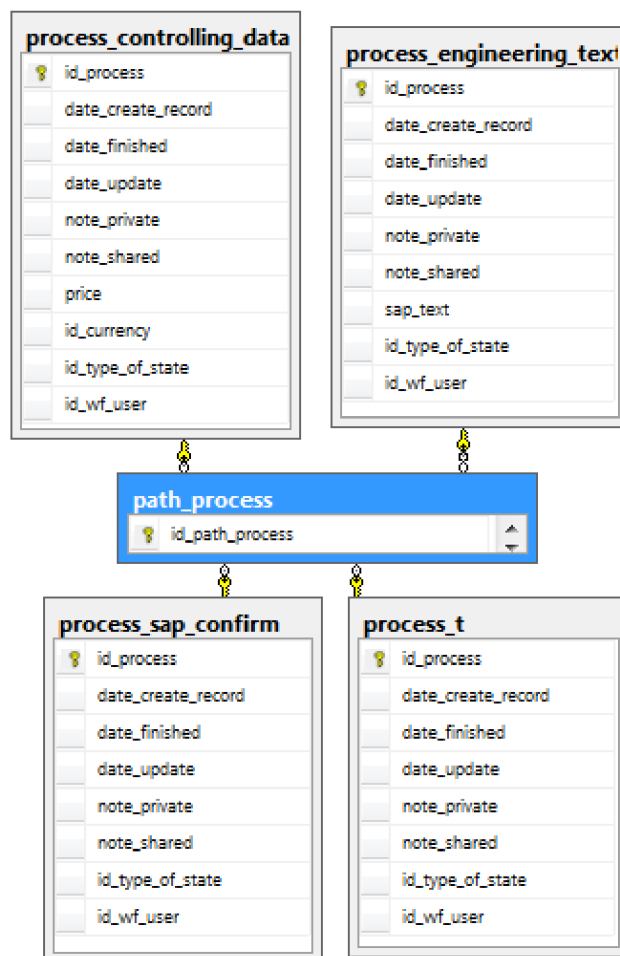 process_controlling_data
id_process
date_create_record
date_finished
date_update
note_private
note_shared
price
id_currency
id_type_of_state
id_wf_user
process_engineering_text
id_process
date_create_record
date_finished
date_update
note_private
note_shared
sap_text
id_type_of_state
id_wf_user
path_process
id_path_process
process_sap_confirm
id_process
date_create_record
date_finished
date_update
note_private
note_shared
id_type_of_state
id_wf_user
process_t
id_process
date_create_record
date_finished
date_update
note_private
note_shared
id_type_of_state
id_wf_user